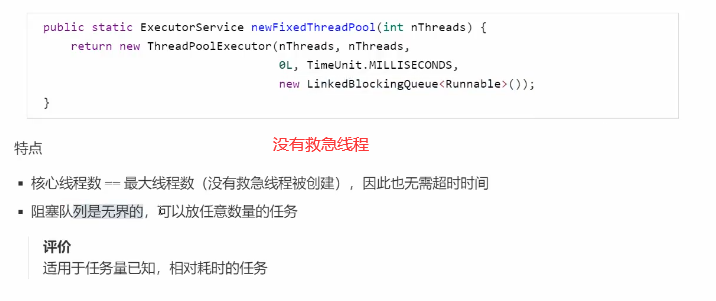 public static ExecutorService newFixedThreadPool(int nThreads) {
return new ThreadPoolExecutor(nThreads, nThreads,
0L, TimeUnit.MILLISECONDS,
new LinkedBlockingQueue<Runnable>());
}
没有救急线程
特点
核心线程数 == 最大线程数（没有救急线程被创建），因此也无需超时时间
阻塞队列是无界的，可以放任意数量的任务
评价
适用于任务量已知，相对耗时的任务